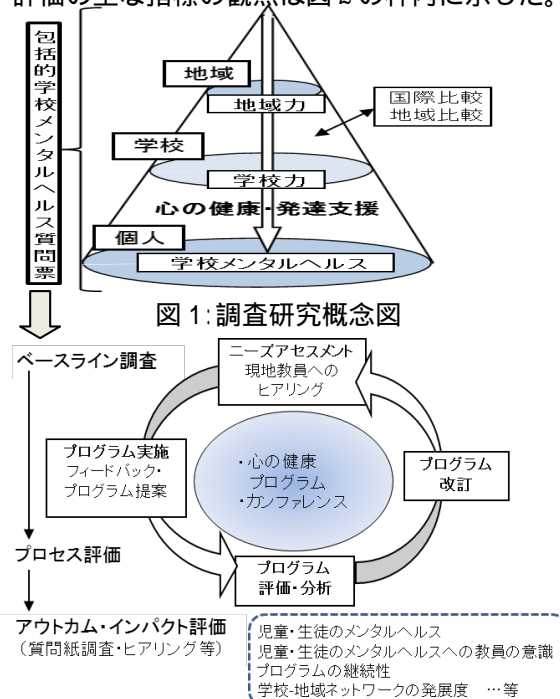 評価の主な指標の観点は図2の枠内に示した。
包括的学校メンタルヘルス質問票
地域
地域力
国際比較
地域比較
学校
学校力
心の健康・発達支援
個人
学校メンタルヘルス
図1:調査研究概念図
ベースライン調査
ニーズアセスメント
現地教員への
ヒアリング
プログラム実施
フィードバック・
プログラム提案
・心の健康
プログラム
・カンファレンス
プログラム
改訂
プロセス評価
プログラム
評価・分析
アウトカム・インパクト評価
(質問紙調査・ヒアリング等)
児童・生徒のメンタルヘルス
児童・生徒のメンタルヘルスへの教員の意識
プログラムの継続性
学校-地域ネットワークの発展度 …等